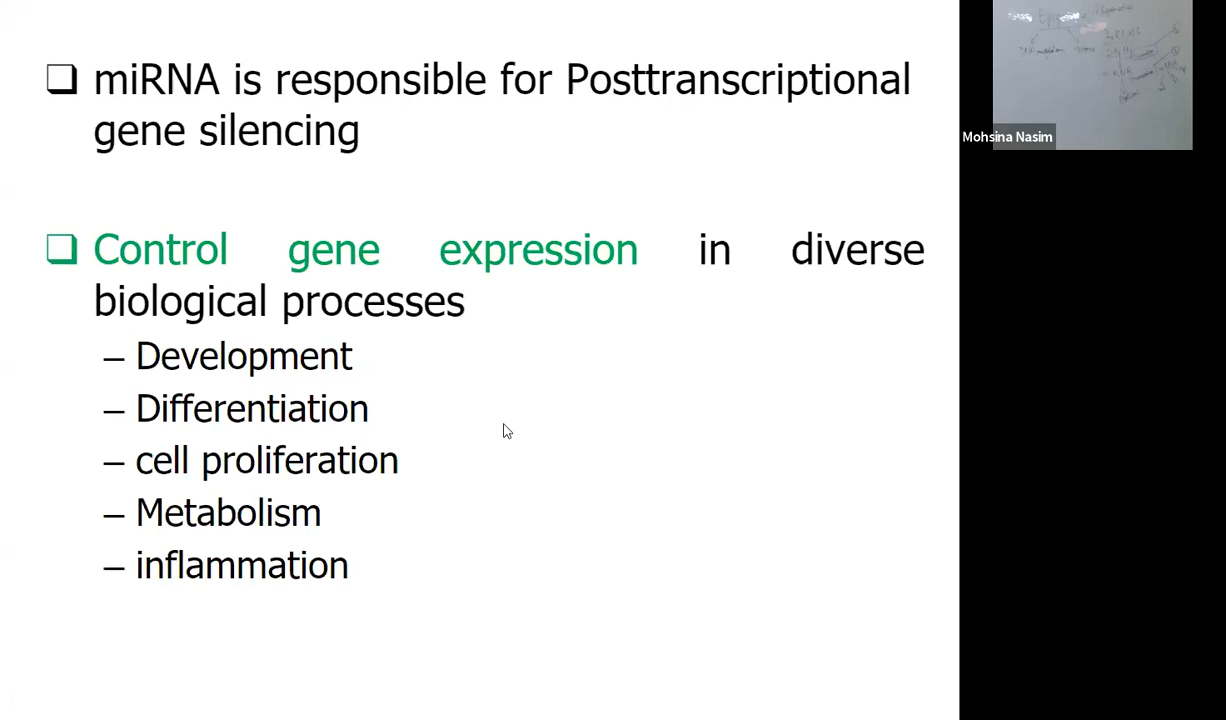 ❑ miRNA is responsible for Posttranscriptional
gene silencing
❑ Control gene expression in diverse
biological processes
– Development
– Differentiation
– cell proliferation
– Metabolism
– inflammation
Mohsina Nasim